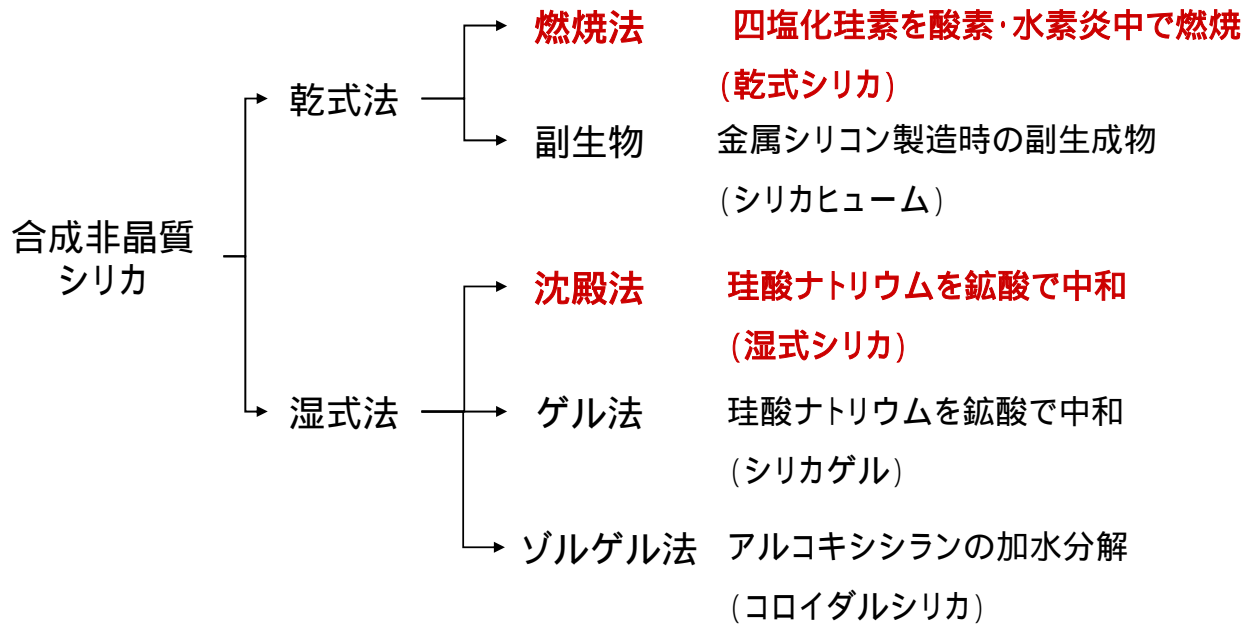 燃焼法 四塩化珪素を酸素・水素炎中で燃焼
(乾式シリカ)
乾式法
副生物 金属シリコン製造時の副生成物
(シリカヒューム)
合成非晶質
シリカ
沈殿法 珪酸ナトリウムを鉱酸で中和
(湿式シリカ)
湿式法
ゲル法 珪酸ナトリウムを鉱酸で中和
(シリカゲル)
ゾルゲル法 アルコキシシランの加水分解
(コロイダルシリカ)